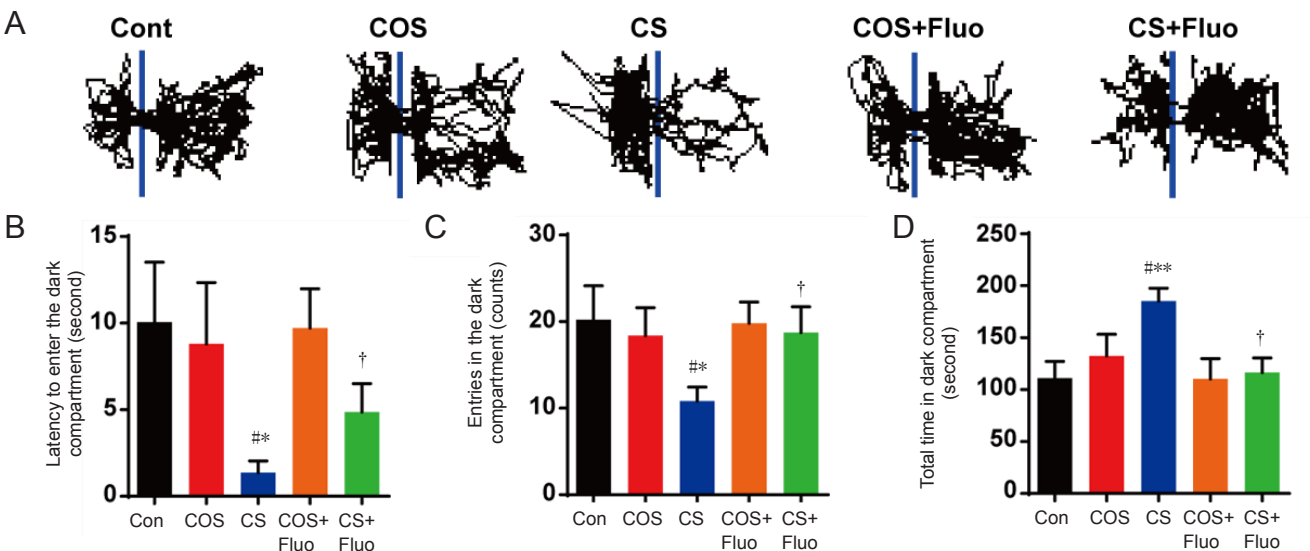 A
Cont
COS
CS
COS+Fluo
CS+Fluo
B
Latency to enter the dark
compartment (second)
15
10
5
0
#*
†
Con
COS
CS
COS+
Fluo
CS+
Fluo
C
Entries in the dark
compartment (counts)
30
20
10
0
#*
†
Con
COS
CS
COS+
Fluo
CS+
Fluo
D
Total time in dark compartment
(second)
250
200
150
100
50
0
#**
†
Con
COS
CS
COS+
Fluo
CS+
Fluo